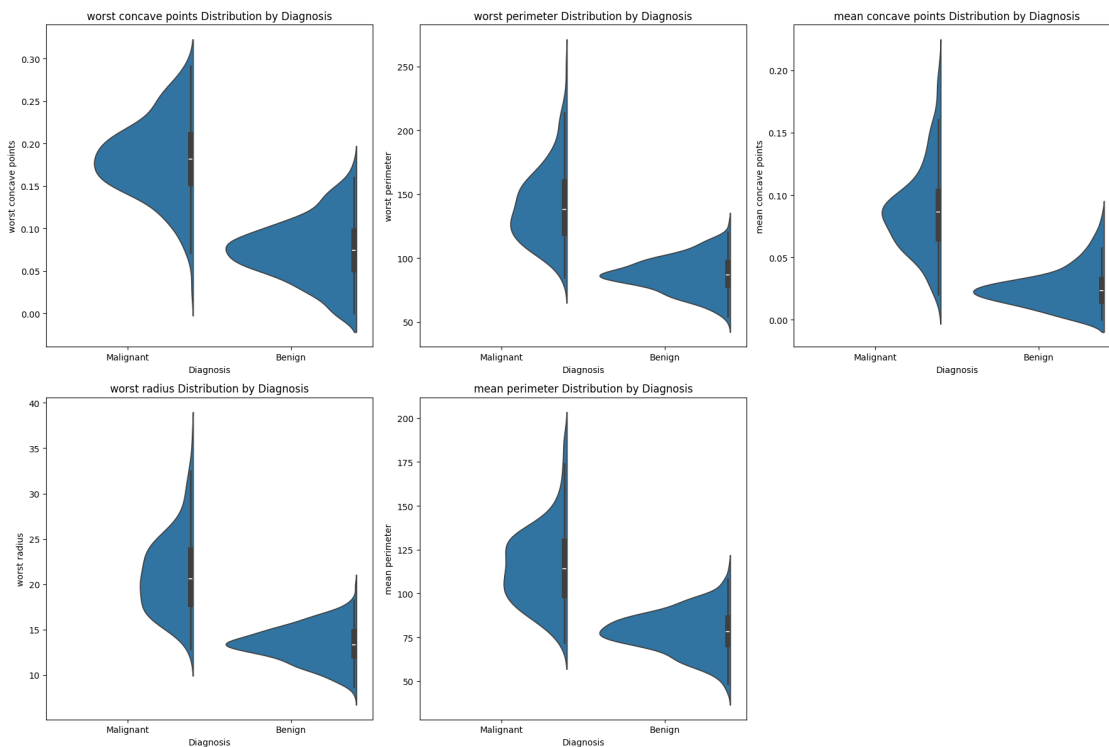 worst concave points Distribution by Diagnosis
worst concave points
0.30
0.25
0.20
0.15
0.10
0.05
0.00
Malignant
Benign
Diagnosis
worst perimeter Distribution by Diagnosis
worst perimeter
250
200
150
100
50
Malignant
Benign
Diagnosis
mean concave points Distribution by Diagnosis
mean concave points
0.20
0.15
0.10
0.05
0.00
Malignant
Benign
Diagnosis
worst radius Distribution by Diagnosis
worst radius
40
35
30
25
20
15
10
Malignant
Benign
Diagnosis
mean perimeter Distribution by Diagnosis
mean perimeter
200
175
150
125
100
75
50
Malignant
Benign
Diagnosis